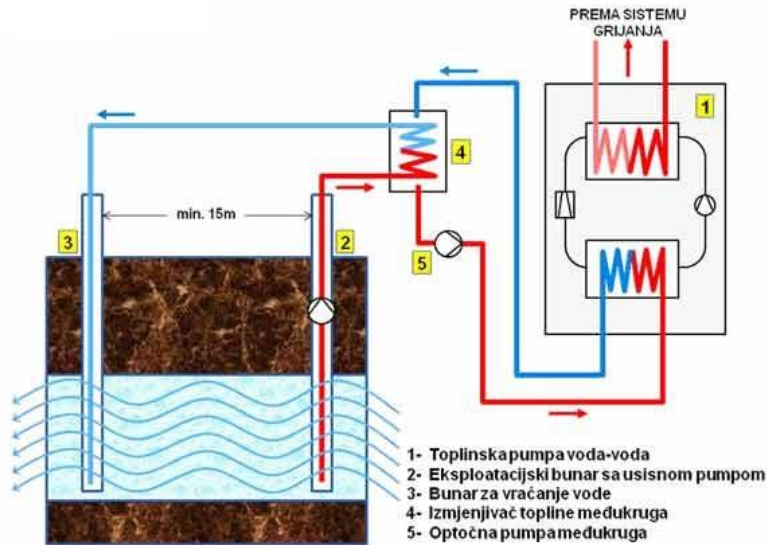 PREMA SISTEMU
GRIJANJA
1
4
min. 15m
3
2
5
1- Toplinska pumpa voda-voda
2- Eksploatacijski bunar sa usisnom pumpom
3- Bunar za vraćanje vode
4- Izmjenjivač topline međukruga
5- Optočna pumpa međukruga